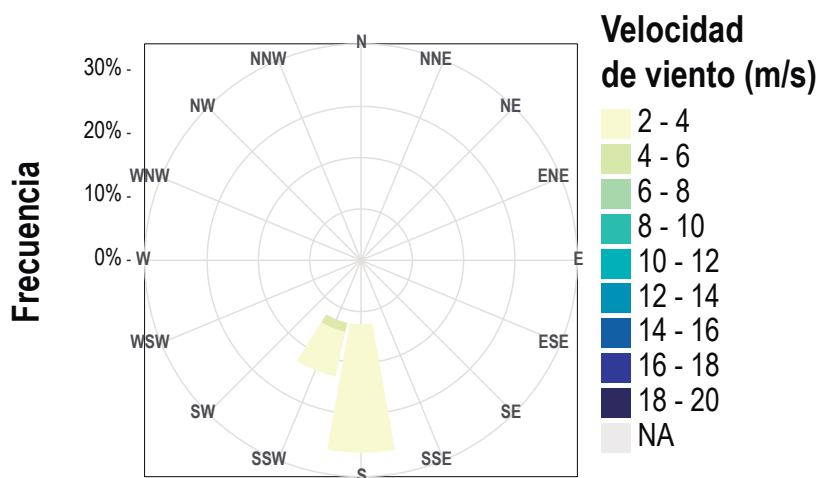 Velocidad
de viento (m/s)
2 - 4
4 - 6
6 - 8
8 - 10
10 - 12
12 - 14
14 - 16
16 - 18
18 - 20
NA
Frecuencia
30% -
20% -
10% -
0% -
N
NNE
NE
ENE
E
ESE
SE
SSE
S
SSW
SW
WSW
W
WNW
NW
NNW